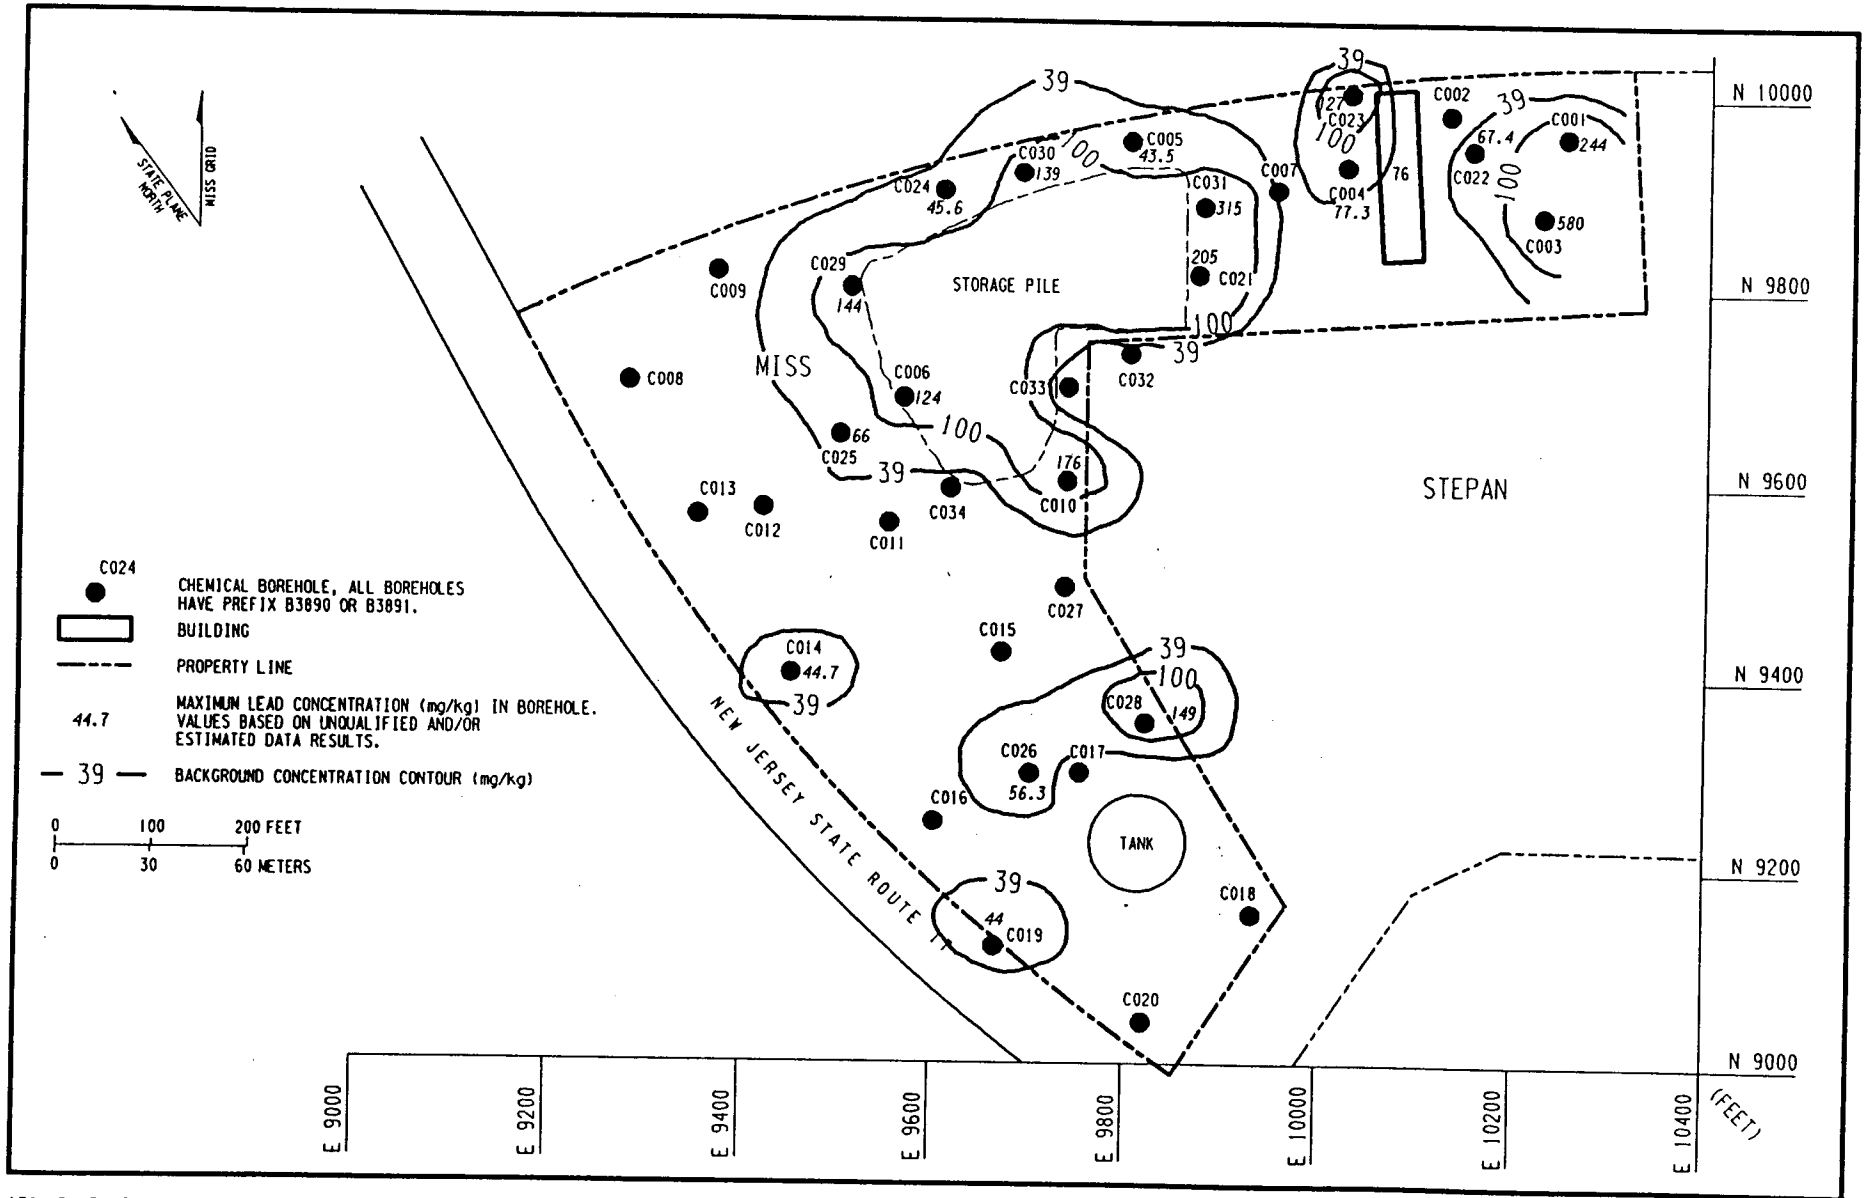 STATE PLANE
NORTH
MISS GRID
39
39
39
C002
N 10000
127
C023
100
C005
43.5
C030
139
100
C024
45.6
C007
C031
315
C004
77.3
76
67.4
C022
C001
244
100
580
C003
C009
C029
144
STORAGE PILE
205
C021
N 9800
100
39
C032
C033
C008
MISS
C006
124
100
66
C025
39
176
C010
STEPAN
N 9600
C013
C012
C011
C034
C024
CHEMICAL BOREHOLE, ALL BOREHOLES
HAVE PREFIX B3890 OR B3891.
BUILDING
PROPERTY LINE
44.7
MAXIMUM LEAD CONCENTRATION (mg/kg) IN BOREHOLE.
VALUES BASED ON UNQUALIFIED AND/OR
ESTIMATED DATA RESULTS.
39
BACKGROUND CONCENTRATION CONTOUR (mg/kg)
0 100 200 FEET
0 30 60 METERS
C027
C015
C014
44.7
39
39
100
C028
149
N 9400
C026
56.3
C017
C016
TANK
NEW JERSEY STATE ROUTE 17
39
44
C019
C018
N 9200
C020
N 9000
E 9000
E 9200
E 9400
E 9600
E 9800
E 10000
E 10200
E 10400
(FEET)